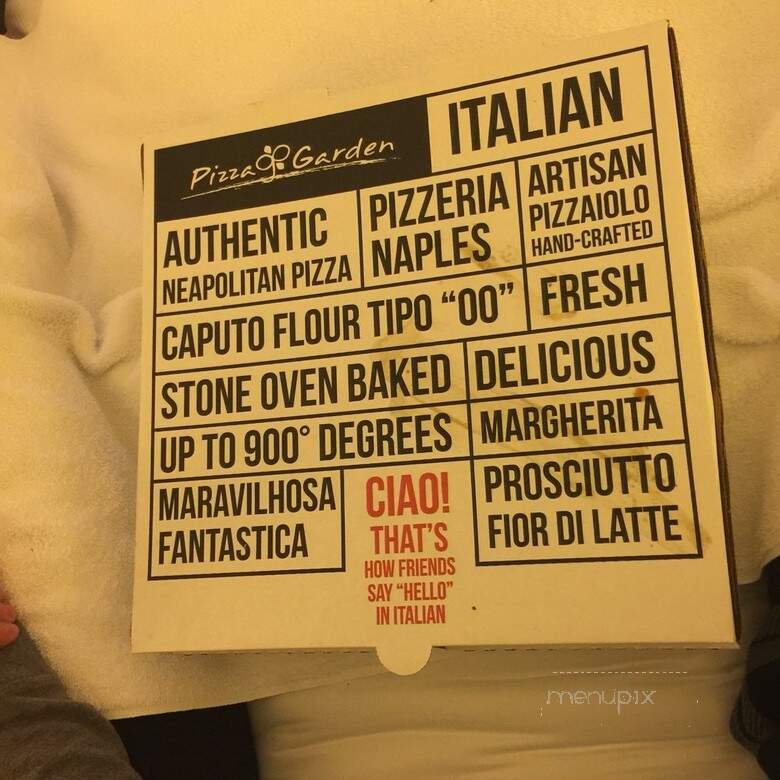 Pizza Garden
ITALIAN
AUTHENTIC
NEAPOLITAN PIZZA
PIZZERIA
NAPLES
ARTISAN
PIZZAIOLO
HAND-CRAFTED
CAPUTO FLOUR TIPO “00”
FRESH
STONE OVEN BAKED
UP TO 900° DEGREES
DELICIOUS
MARGHERITA
MARAVILHOSA
FANTASTICA
CIAO!
THAT'S
HOW FRIENDS
SAY “HELLO”
IN ITALIAN
PROSCIUTTO
FIOR DI LATTE
menupix